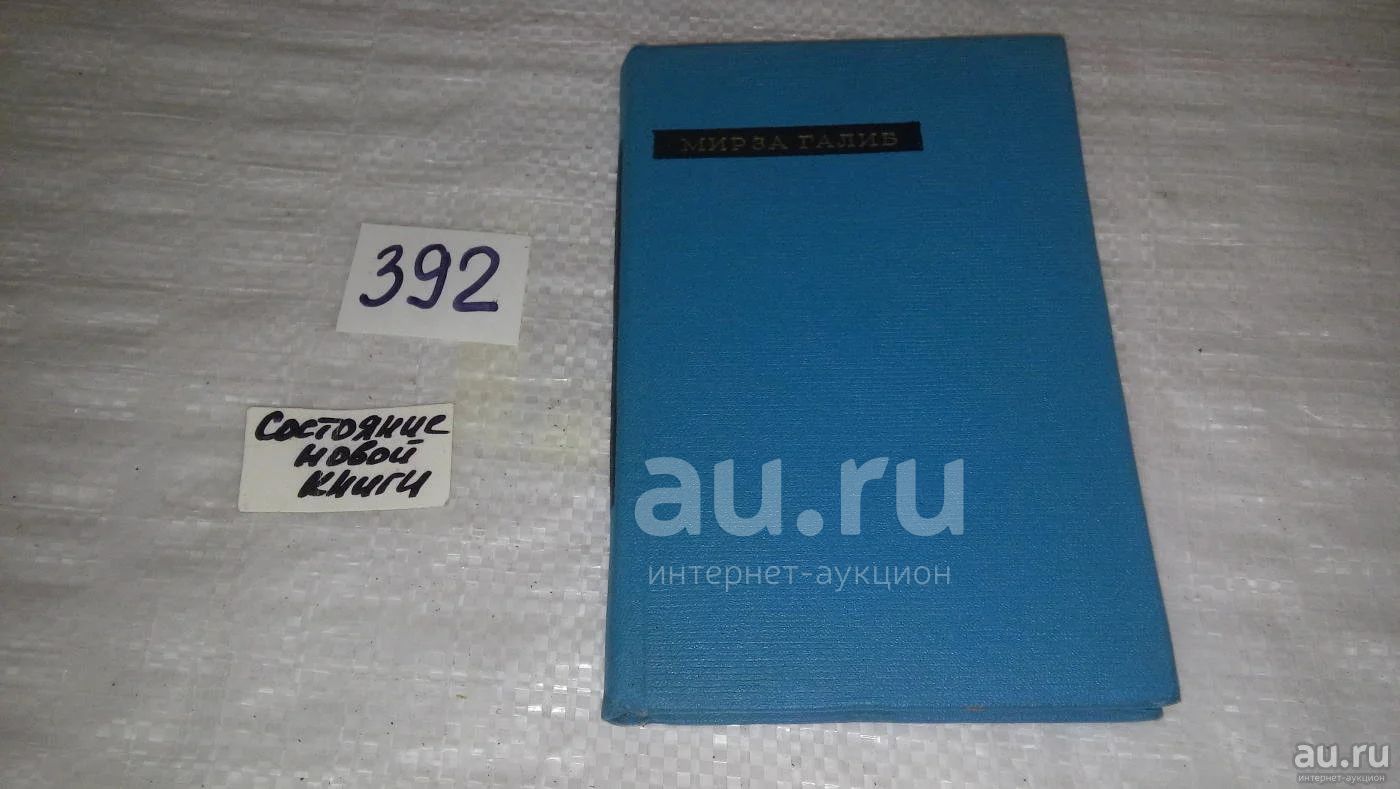 МИРЗА ГАЛИБ
392
Состояние
новой
книги
au.ru
интернет-аукцион
au.ru
интернет-аукцион